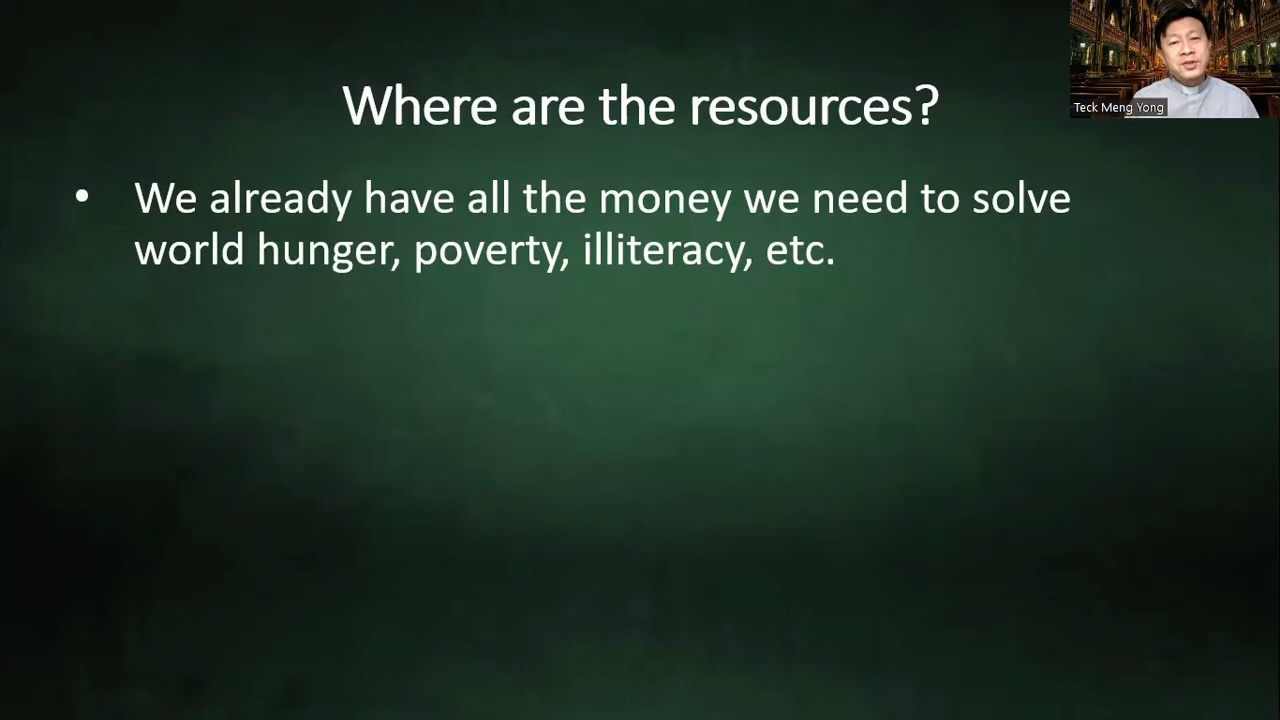 Where are the resources?
Teck Meng Yong
• We already have all the money we need to solve
world hunger, poverty, illiteracy, etc.